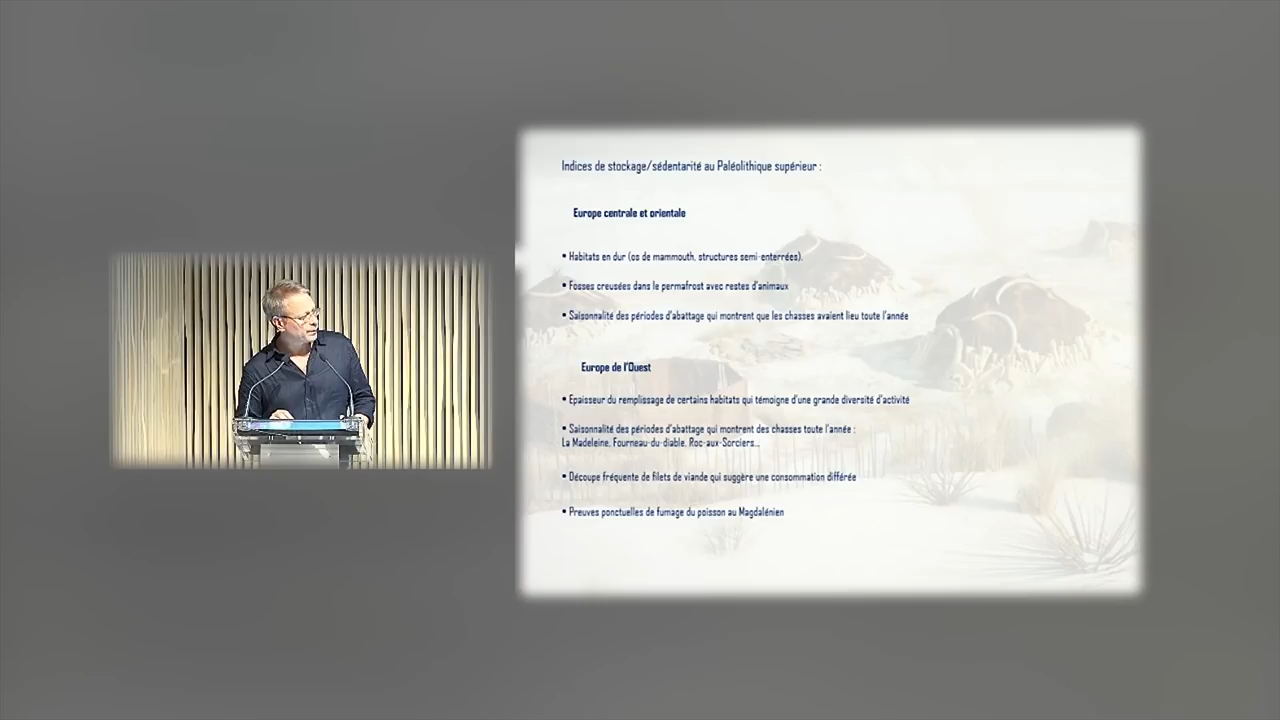 Indices de stockage/sédentarité au Paléolithique supérieur :
Europe centrale et orientale
• Habitats en dur (os de mammouth, structures semi-enterrées).
• Fosses creusées dans le permafrost avec restes d'animaux
• Saisonnalité des périodes d'abattage qui montrent que les chasses avaient lieu toute l'année
Europe de l'Ouest
• Epaisseur du remplissage de certains habitats qui témoigne d'une grande diversité d'activité
• Saisonnalité des périodes d'abattage qui montrent des chasses toute l'année :
La Madeleine, Fourneau-du-diable, Roc-aux-Sorciers...
• Découpe fréquente de filets de viande qui suggère une consommation différée
• Preuves ponctuelles de fumage du poisson au Magdalénien